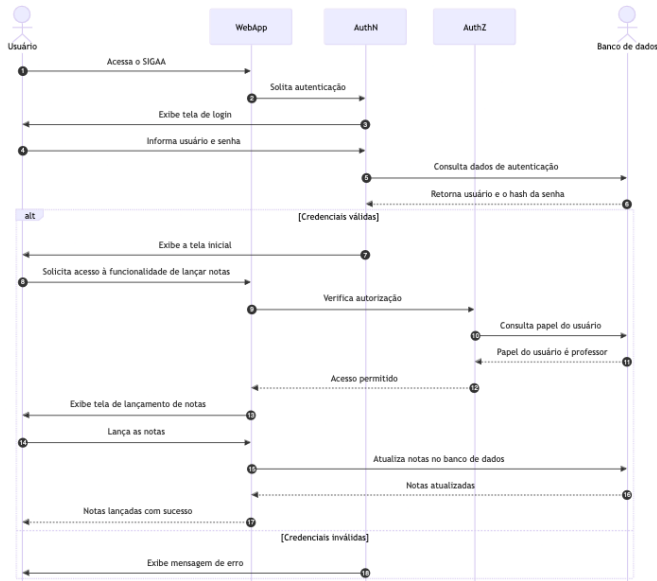 Usuário
WebApp
AuthN
AuthZ
Banco de dados
Acessa o SIGAA
1
Solita autenticação
2
Exibe tela de login
3
Informa usuário e senha
4
Consulta dados de autenticação
5
Retorna usuário e o hash da senha
6
alt
[Credenciais válidas]
Exibe a tela inicial
7
Solicita acesso à funcionalidade de lançar notas
8
Verifica autorização
9
Consulta papel do usuário
10
Papel do usuário é professor
11
Acesso permitido
12
Exibe tela de lançamento de notas
13
Lança as notas
14
Atualiza notas no banco de dados
15
Notas atualizadas
16
Notas lançadas com sucesso
17
[Credenciais inválidas]
Exibe mensagem de erro
18